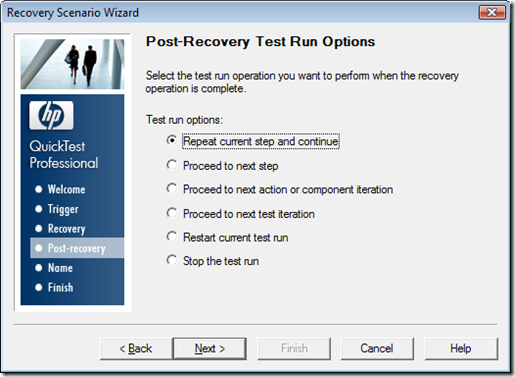 Recovery Scenario Wizard
Post-Recovery Test Run Options
Select the test run operation you want to perform when the recovery
operation is complete.
Test run options:
Repeat current step and continue
Proceed to next step
Proceed to next action or component iteration
Proceed to next test iteration
Restart current test run
Stop the test run
hp
QuickTest
Professional
Welcome
Trigger
Recovery
Post-recovery
Name
Finish
< Back
Next >
Finish
Cancel
Help